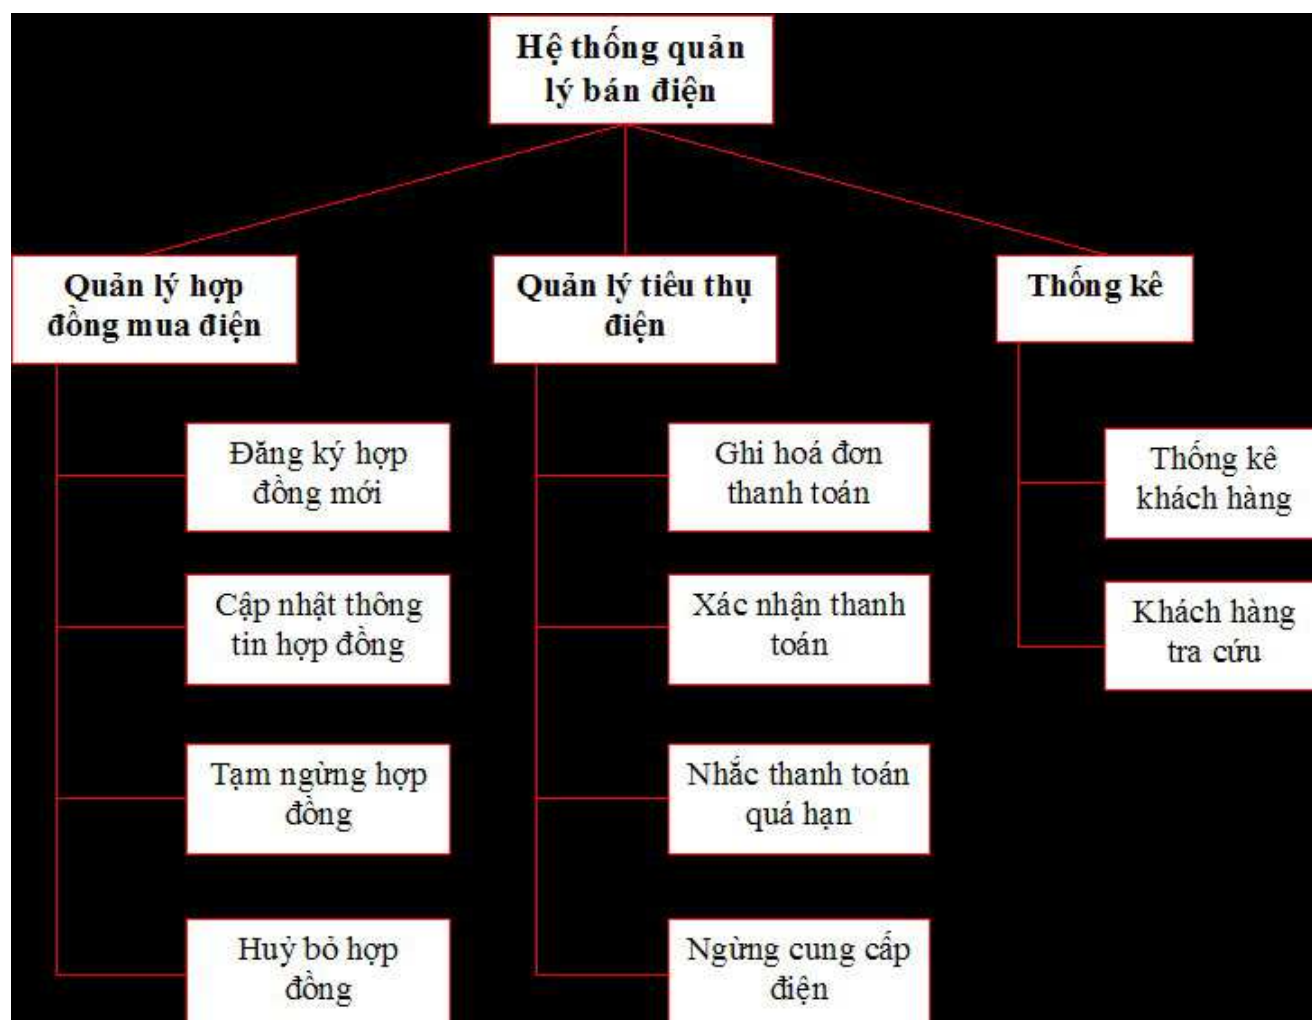 Hệ thống quản
lý bán điện
Quản lý hợp
đồng mua điện
Quản lý tiêu thụ
điện
Thống kê
Đăng ký hợp
đồng mới
Cập nhật thông
tin hợp đồng
Tạm ngừng hợp
đồng
Huỷ bỏ hợp
đồng
Ghi hoá đơn
thanh toán
Xác nhận thanh
toán
Nhắc thanh toán
quá hạn
Ngừng cung cấp
điện
Thống kê
khách hàng
Khách hàng
tra cứu